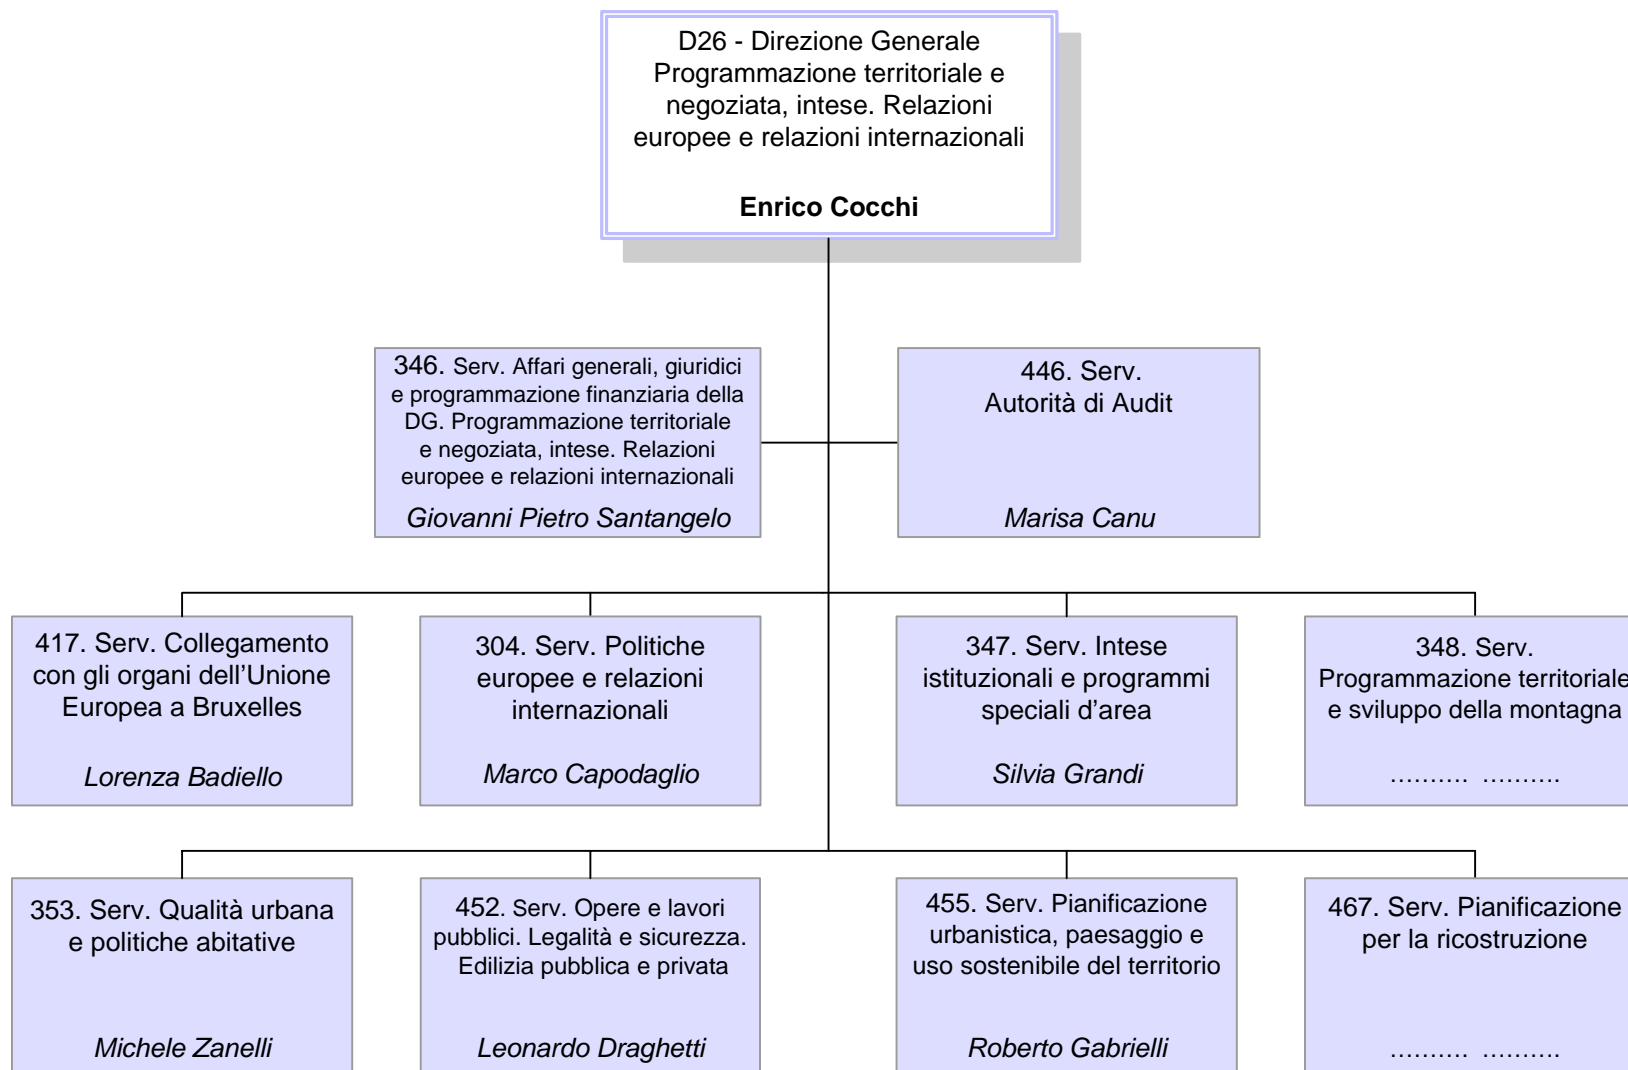 D26 - Direzione Generale
Programmazione territoriale e
negoziata, intese. Relazioni
europee e relazioni internazionali
Enrico Cocchi
346. Serv. Affari generali, giuridici
e programmazione finanziaria della
DG. Programmazione territoriale
e negoziata, intese. Relazioni
europee e relazioni internazionali
Giovanni Pietro Santangelo
446. Serv.
Autorità di Audit
Marisa Canu
417. Serv. Collegamento
con gli organi dell’Unione
Europea a Bruxelles
Lorenza Badiello
304. Serv. Politiche
europee e relazioni
internazionali
Marco Capodaglio
347. Serv. Intese
istituzionali e programmi
speciali d’area
Silvia Grandi
348. Serv.
Programmazione territoriale
e sviluppo della montagna
.......... ..........
353. Serv. Qualità urbana
e politiche abitative
Michele Zanelli
452. Serv. Opere e lavori
pubblici. Legalità e sicurezza.
Edilizia pubblica e privata
Leonardo Draghetti
455. Serv. Pianificazione
urbanistica, paesaggio e
uso sostenibile del territorio
Roberto Gabrielli
467. Serv. Pianificazione
per la ricostruzione
.......... ..........